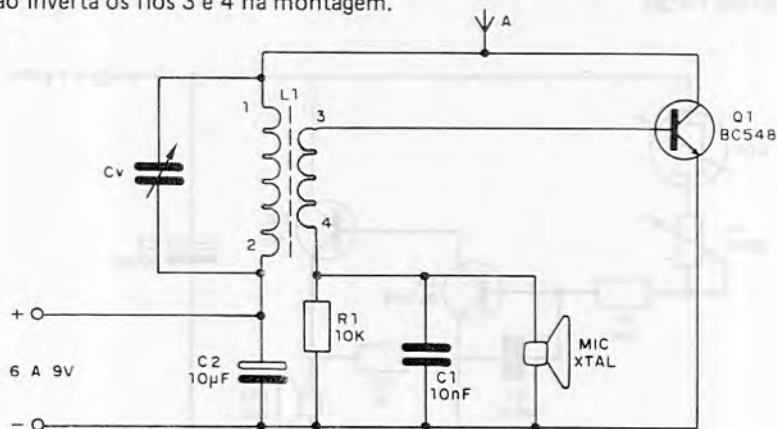 não inverta os fios 3 e 4 na montagem.
A
L1
1
3
Q1
BC548
Cv
2
4
+
R1
10K
6 A 9V
C2
10µF
C1
10nF
MIC
XTAL
-